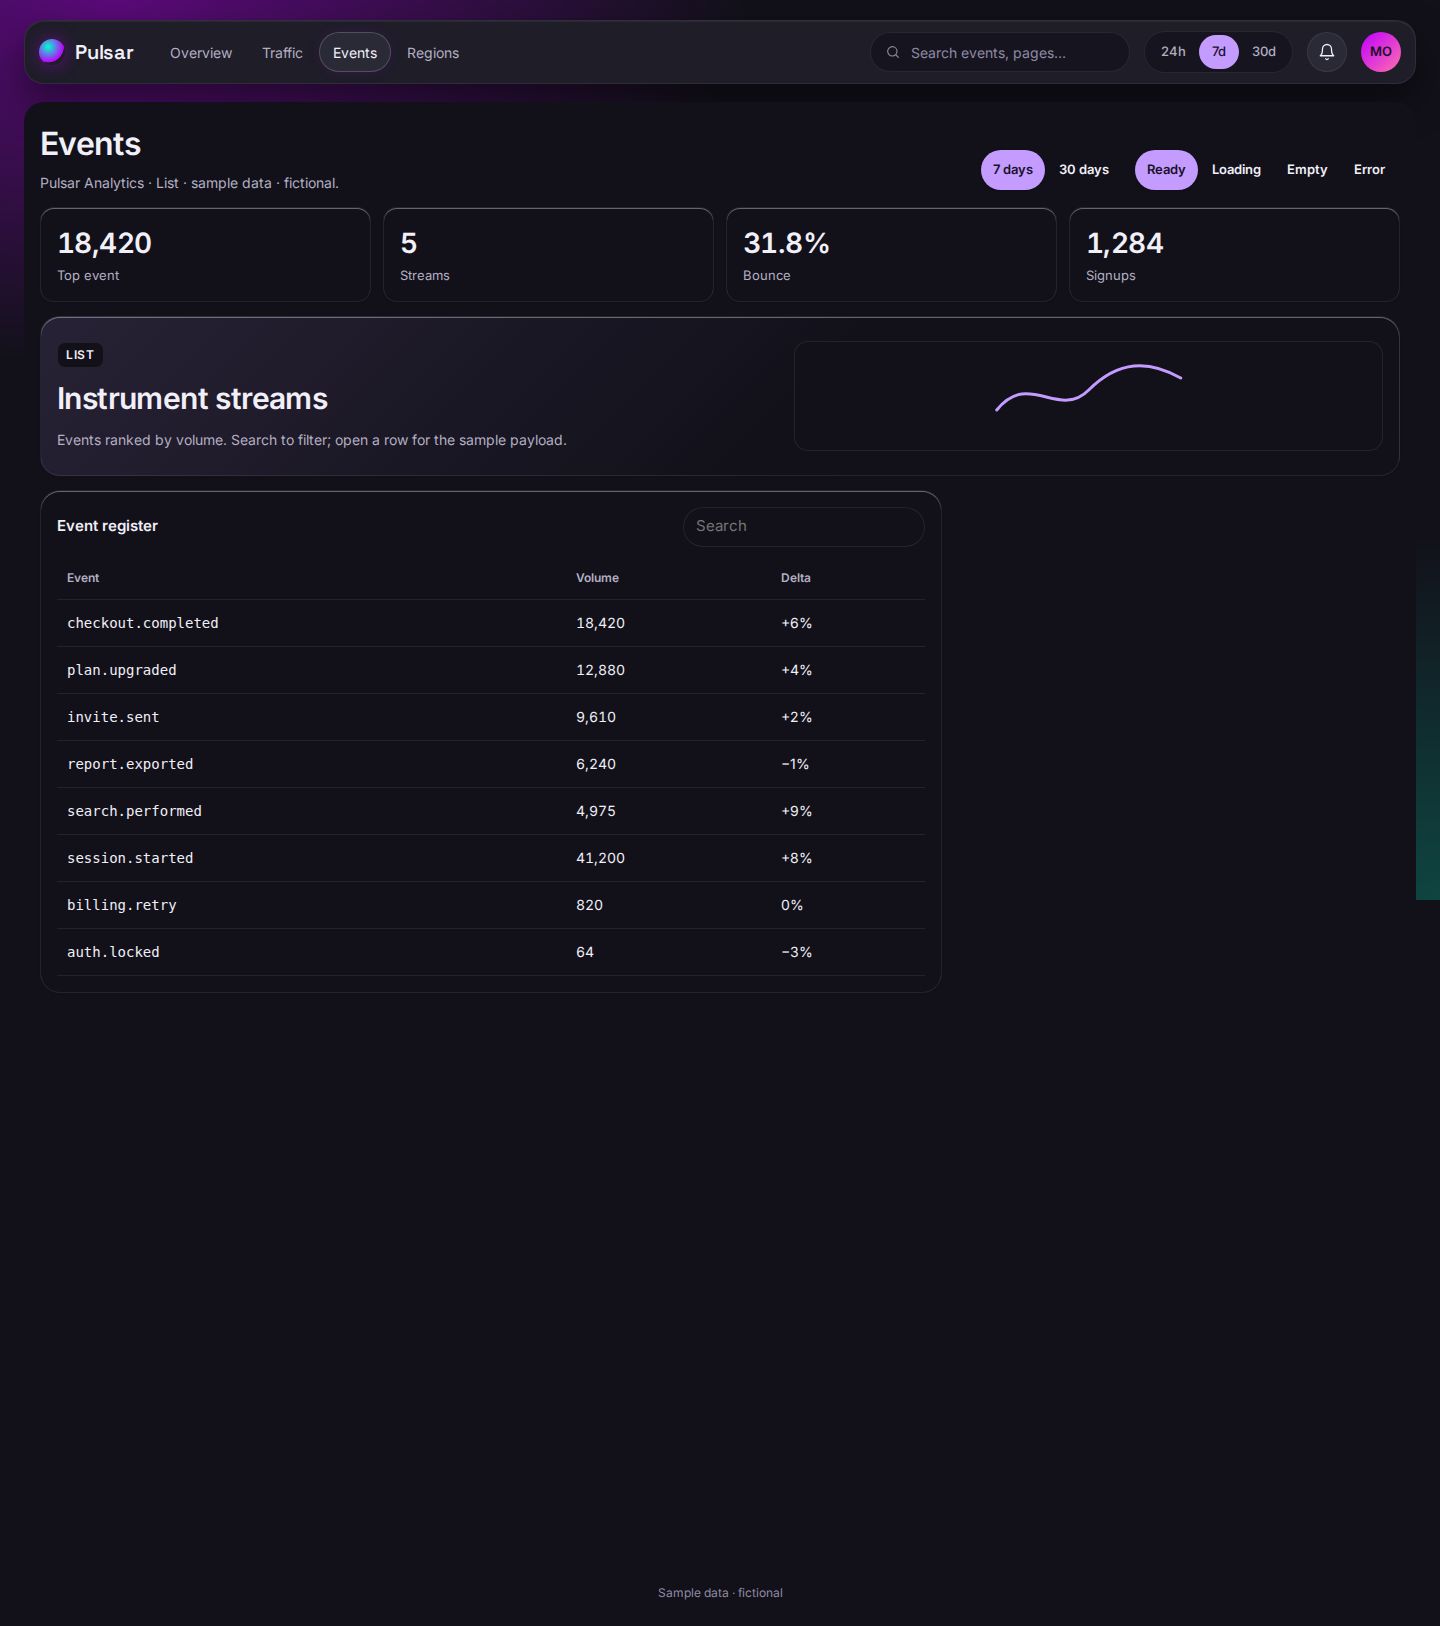 Pulsar Overview Traffic Events Regions Search events, pages... 24h 7d 30d MO
Events
Pulsar Analytics · List · sample data · fictional.
7 days 30 days Ready Loading Empty Error
18,420 5 31.8% 1,284
Top event Streams Bounce Signups
LIST
Instrument streams
Events ranked by volume. Search to filter; open a row for the sample payload.
Event register Search
Event Volume Delta
checkout.completed 18,420 +6%
plan.upgraded 12,880 +4%
invite.sent 9,610 +2%
report.exported 6,240 −1%
search.performed 4,975 +9%
session.started 41,200 +8%
billing.retry 820 0%
auth.locked 64 −3%
Sample data · fictional